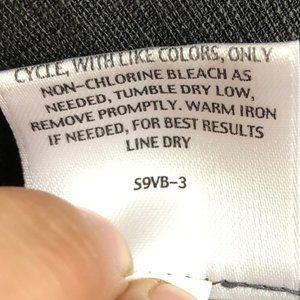 CYCLE, WITH LIKE COLORS, ONLY
NON-CHLORINE BLEACH AS
NEEDED, TUMBLE DRY LOW,
REMOVE PROMPTLY. WARM IRON
IF NEEDED, FOR BEST RESULTS
LINE DRY
S9VB-3